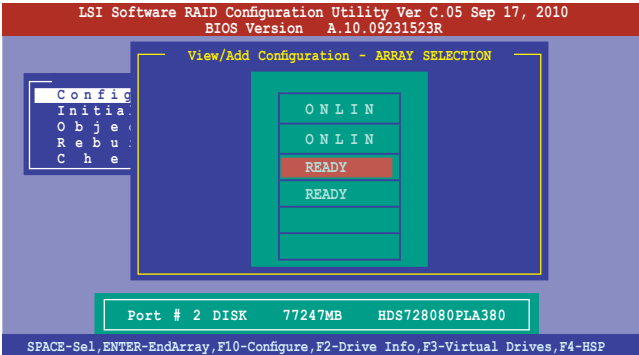 LSI Software RAID Configuration Utility Ver C.05 Sep 17, 2010
BIOS Version A.10.09231523R
View/Add Configuration - ARRAY SELECTION
Config
Initia
Obje
Rebu
Che
ONLIN
ONLIN
READY
READY
Port # 2 DISK 77247MB HDS728080PLA380
SPACE-Sel,ENTER-EndArray,F10-Configure,F2-Drive Info,F3-Virtual Drives,F4-HSP